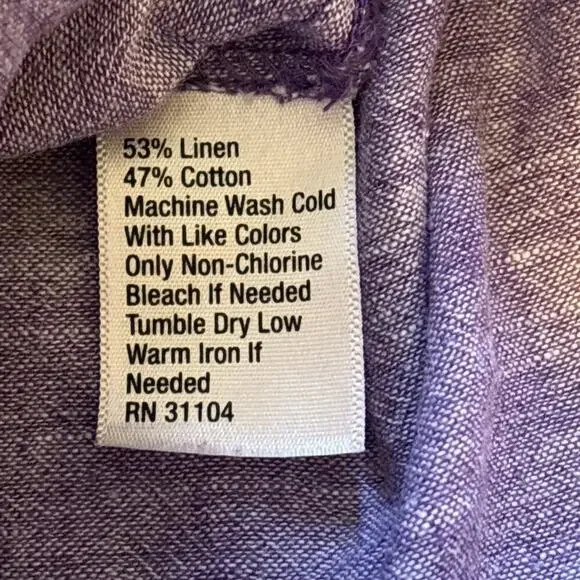 53% Linen
47% Cotton
Machine Wash Cold
With Like Colors
Only Non-Chlorine
Bleach If Needed
Tumble Dry Low
Warm Iron If
Needed
RN 31104